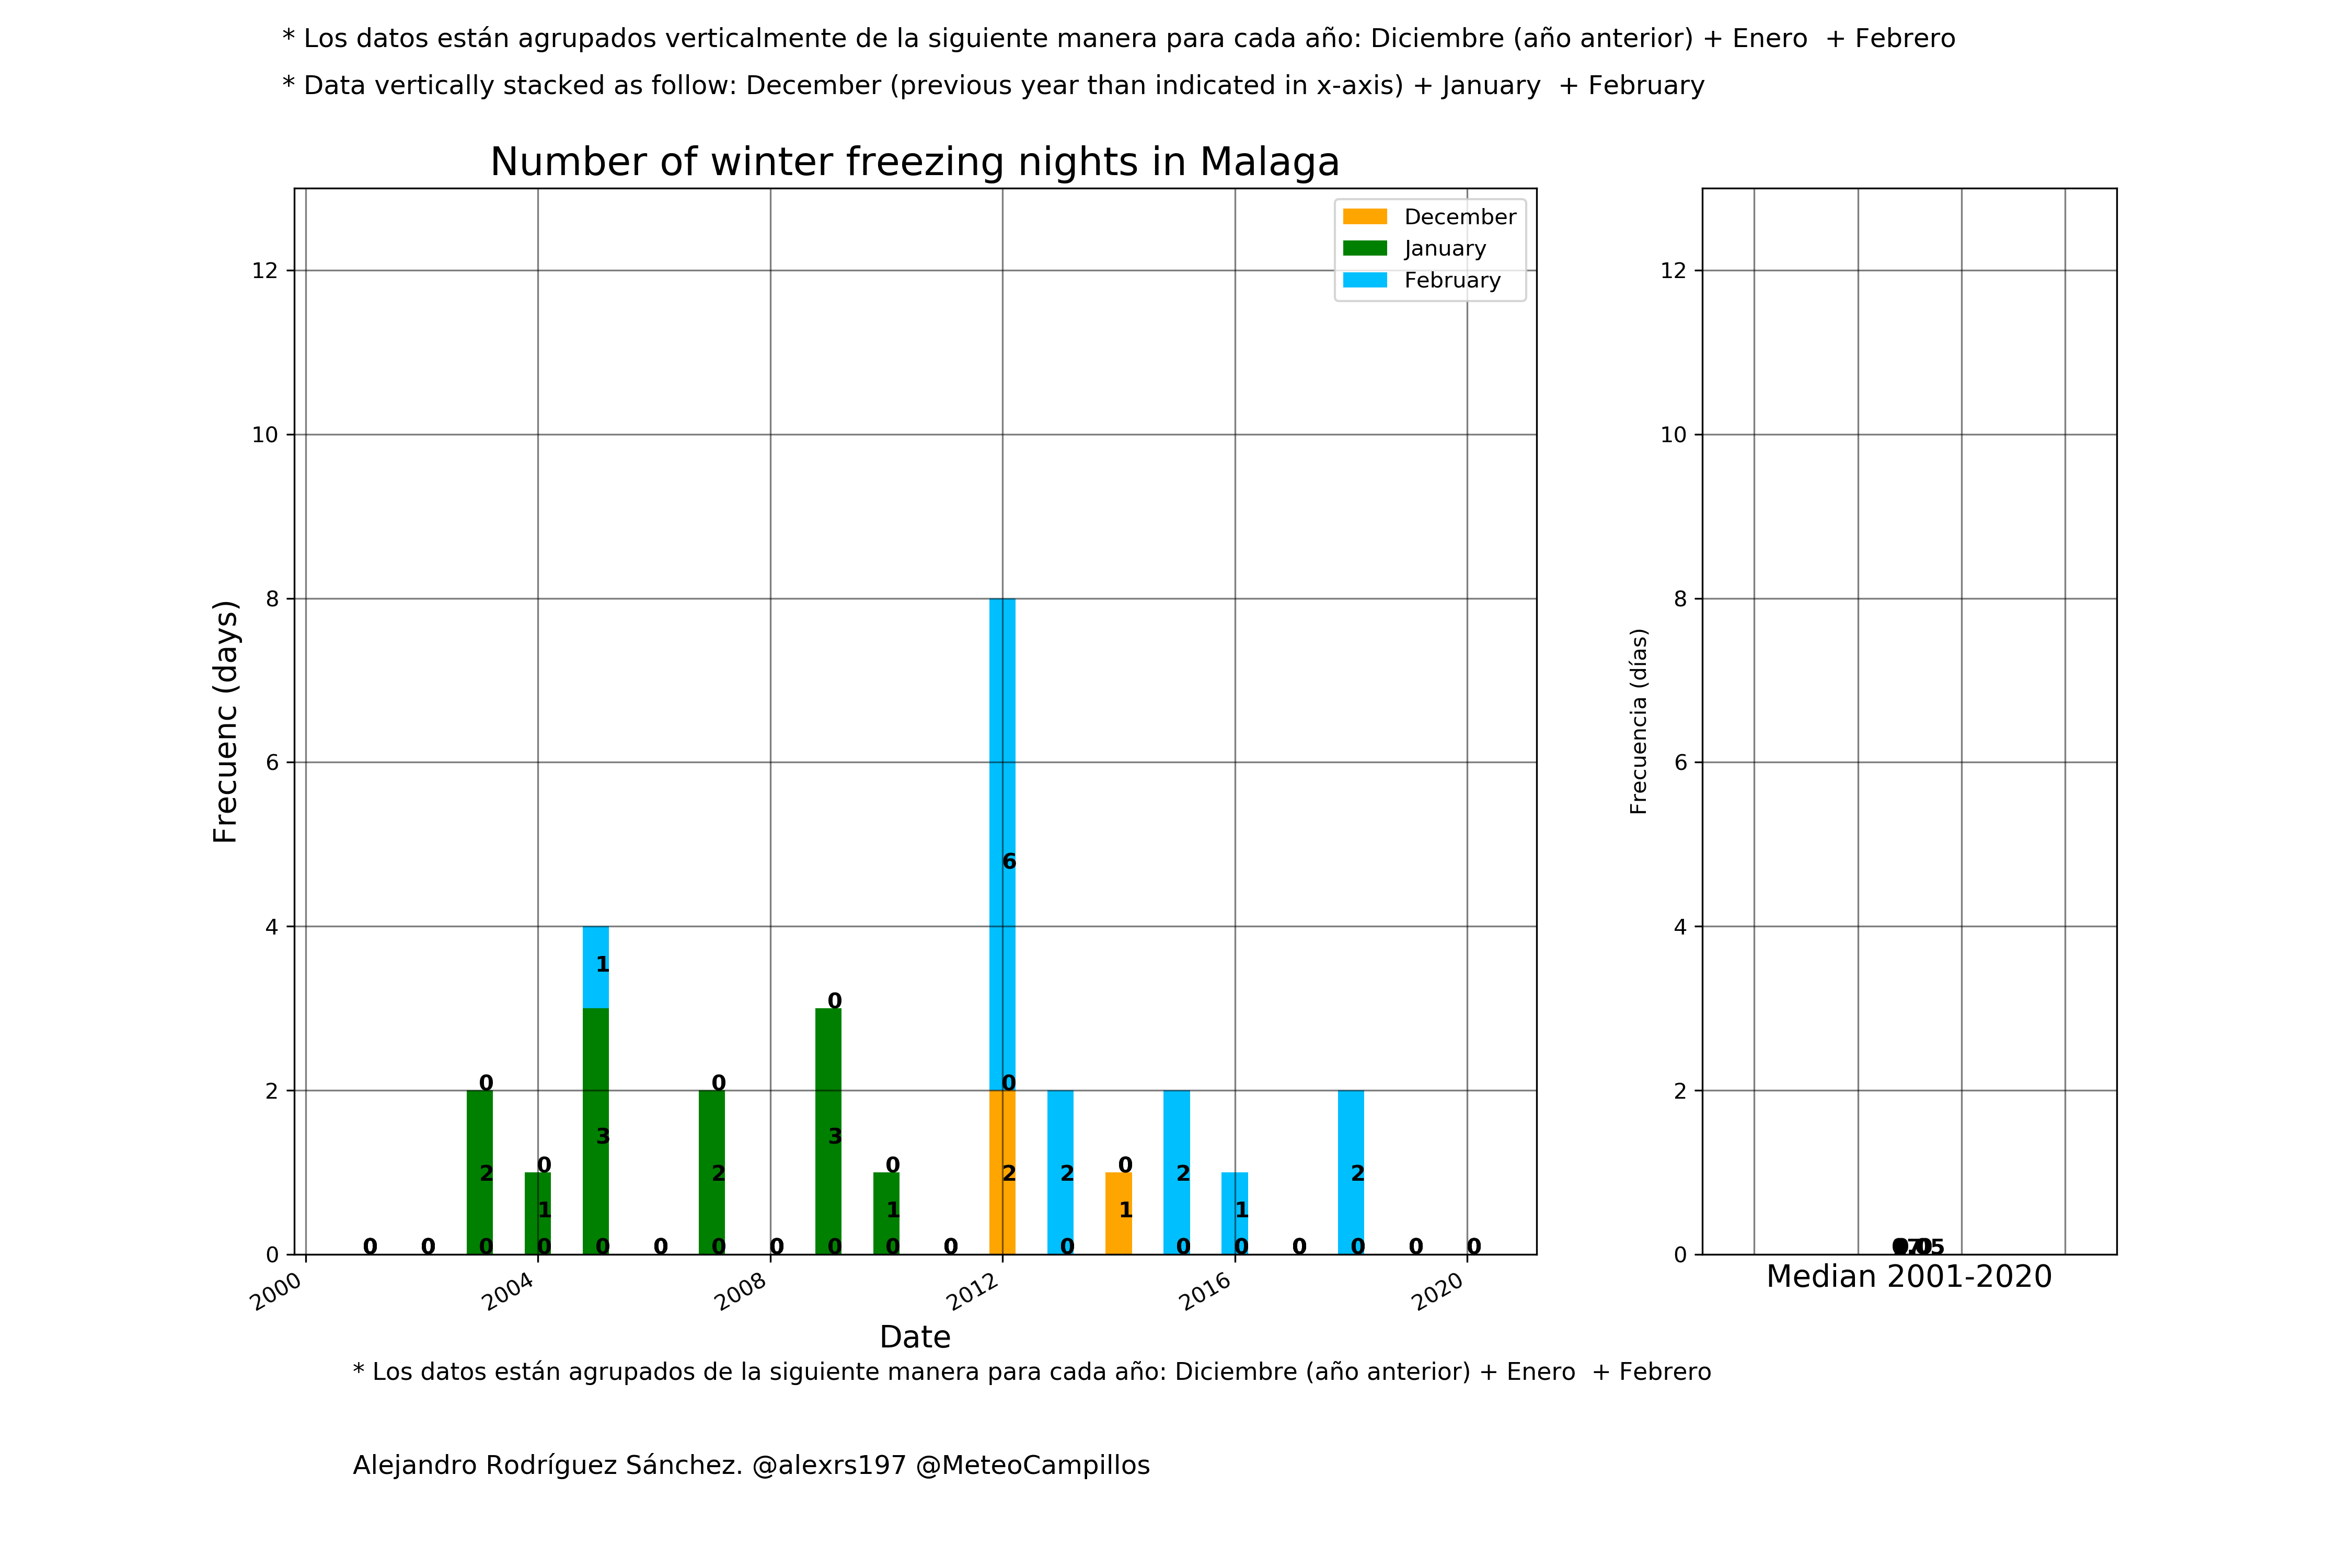 * Los datos están agrupados verticalmente de la siguiente manera para cada año: Diciembre (año anterior) + Enero  + Febrero
* Data vertically stacked as follow: December (previous year than indicated in x-axis) + January  + February
Number of winter freezing nights in Malaga
December
January
February
Frecuenc (days)
12
10
8
6
4
2
0
6
1
0
0
0
0
0
3
3
0
0
0
0
2
2
2
2
2
2
1
1
1
1
0 0 0 0 0 0 0 0 0 0 0 0 0 0 0 0 0 0
2000 2004 2008 2012 2016 2020
Date
Frecuencia (días)
12
10
8
6
4
2
0
Median 2001-2020
* Los datos están agrupados de la siguiente manera para cada año: Diciembre (año anterior) + Enero  + Febrero
Alejandro Rodríguez Sánchez. @alexrs197 @MeteoCampillos